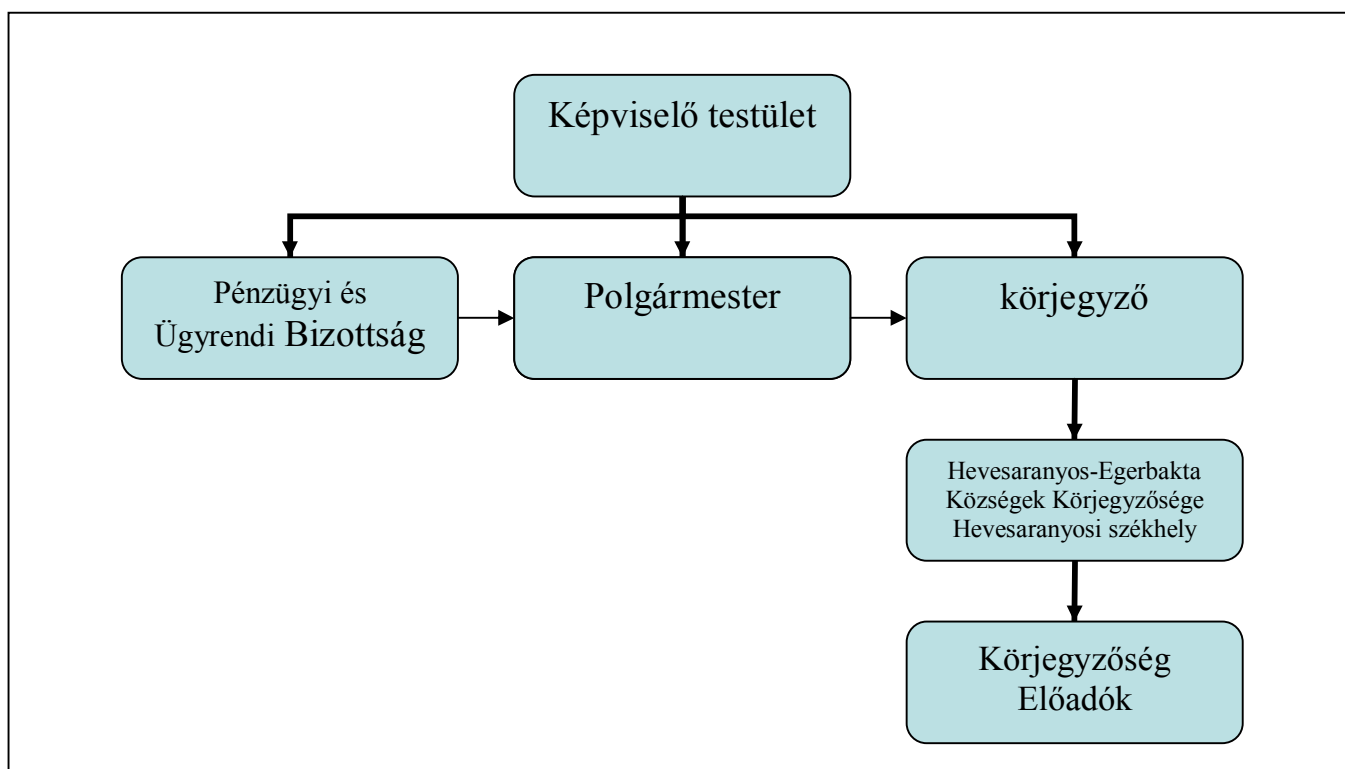 Képviselő testület
Pénzügyi és
Ügyrendi Bizottság
Polgármester
körjegyző
Hevesaranyos-Egerbakta
Községek Körjegyzősége
Hevesaranyosi székhely
Körjegyzőség
Előadók